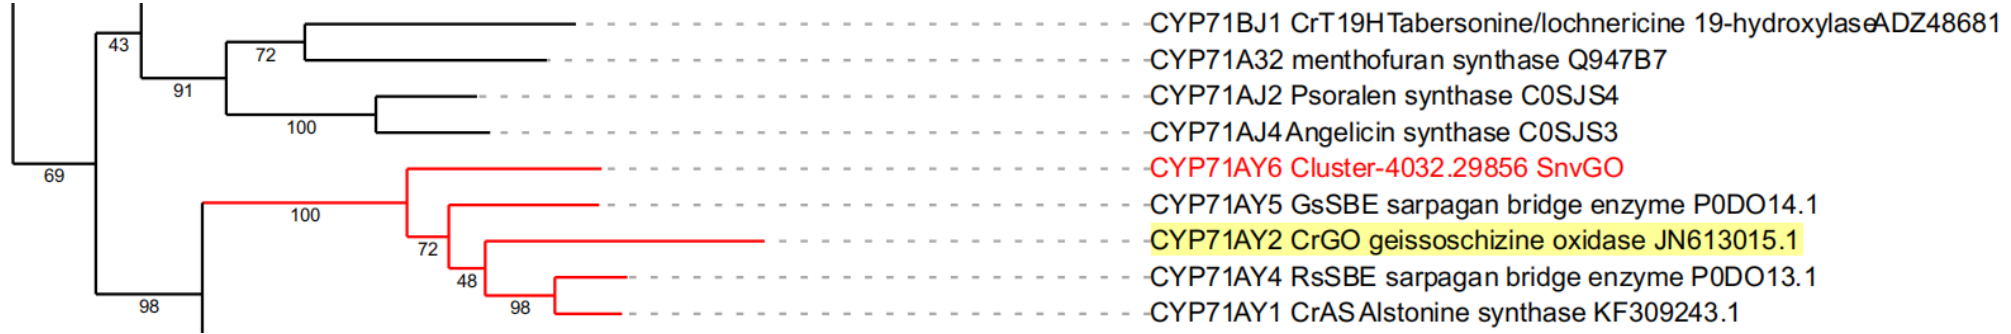 CYP71BJ1 CrT19HTabersonine/lochnericine 19-hydroxylaseADZ48681
43
72
CYP71A32 menthofuran synthase Q947B7
91
CYP71AJ2 Psoralen synthase C0SJS4
100
CYP71AJ4Angelicin synthase C0SJS3
69
CYP71AY6 Cluster-4032.29856 SnvGO
100
CYP71AY5 GsSBE sarpagan bridge enzyme P0DO14.1
72
CYP71AY2 CrGO geissoschizine oxidase JN613015.1
48
CYP71AY4 RsSBE sarpagan bridge enzyme P0DO13.1
98
98
CYP71AY1 CrAS Alstonine synthase KF309243.1